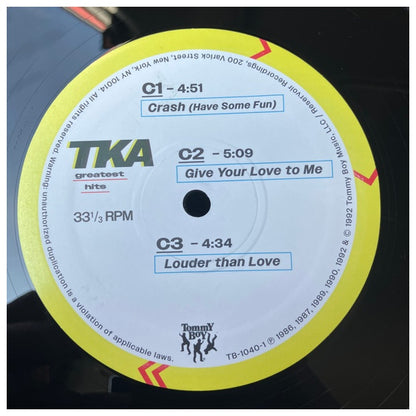 C1 - 4:51
Crash (Have Some Fun)
TKA
greatest
hits
C2 - 5:09
Give Your Love to Me
33 1/3 RPM
C3 - 4:34
Louder than Love
TOMMY
BOY
TB-1040-1 ℗ 1986, 1987, 1989, 1990, 1992 & © 1992 Tommy Boy Music, LLC / Reservoir Recordings, 200 Varick Street, New York, NY 10014. All rights reserved. Warning: unauthorized duplication is a violation of applicable laws.